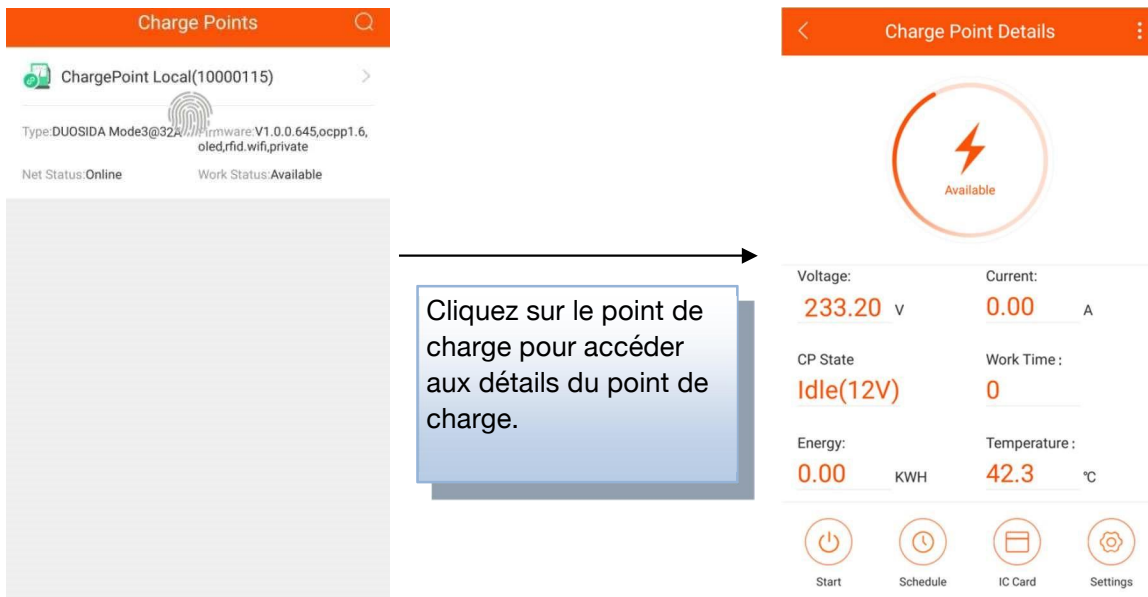 Charge Points
ChargePoint Local(10000115)
Type:DUOSIDA Mode3@32A Firmware:V1.0.0.645,ocpp1.6,
oled,rfid.wifi,private
Net Status:Online Work Status:Available
Cliquez sur le point de
charge pour accéder
aux détails du point de
charge.
Charge Point Details
Available
Voltage: Current:
233.20 V 0.00 A
CP State Work Time :
Idle(12V) 0
Energy: Temperature :
0.00 KWH 42.3 ℃
Start Schedule IC Card Settings